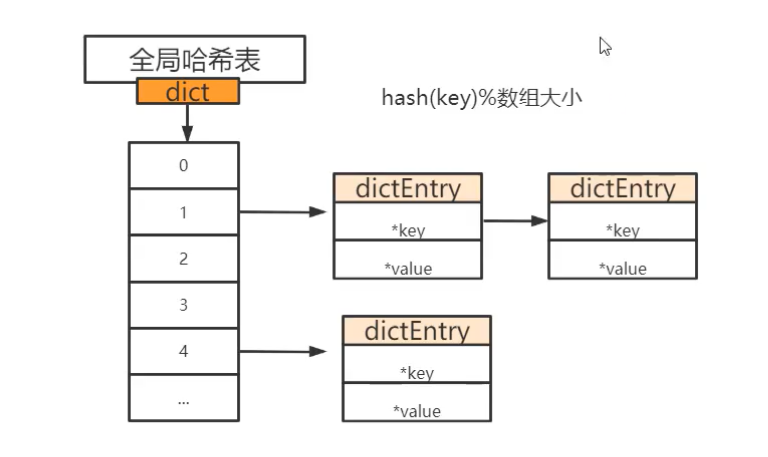 全局哈希表
dict
hash(key)%数组大小
0
1
2
3
4
...
dictEntry
*key
*value
dictEntry
*key
*value
dictEntry
*key
*value